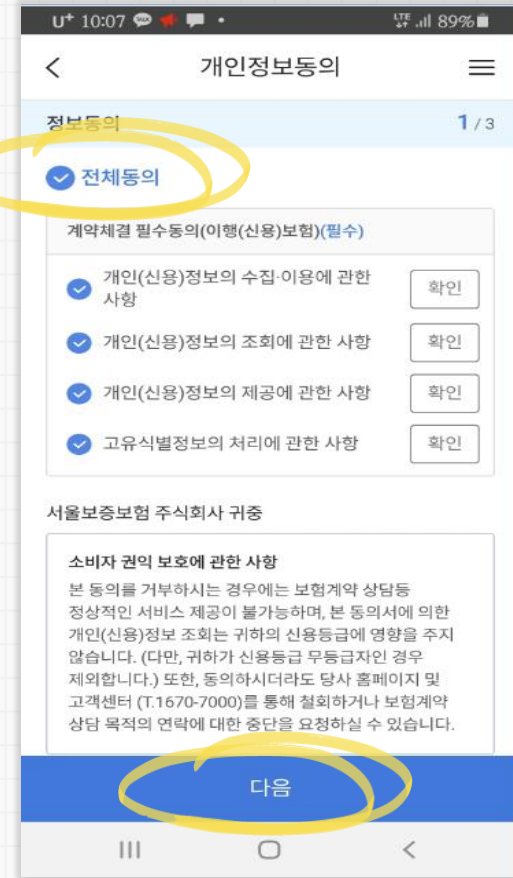 U+ 10:07
LTE 89%
개인정보동의
정보동의 1 / 3
전체동의
계약체결 필수동의(이행(신용)보험)(필수)
개인(신용)정보의 수집·이용에 관한
사항
확인
개인(신용)정보의 조회에 관한 사항
확인
개인(신용)정보의 제공에 관한 사항
확인
고유식별정보의 처리에 관한 사항
확인
서울보증보험 주식회사 귀중
소비자 권익 보호에 관한 사항
본 동의를 거부하시는 경우에는 보험계약 상담등
정상적인 서비스 제공이 불가능하며, 본 동의서에 의한
개인(신용)정보 조회는 귀하의 신용등급에 영향을 주지
않습니다. (다만, 귀하가 신용등급 무등급자인 경우
제외합니다.) 또한, 동의하시더라도 당사 홈페이지 및
고객센터 (T.1670-7000)를 통해 철회하거나 보험계약
상담 목적의 연락에 대한 중단을 요청하실 수 있습니다.
다음